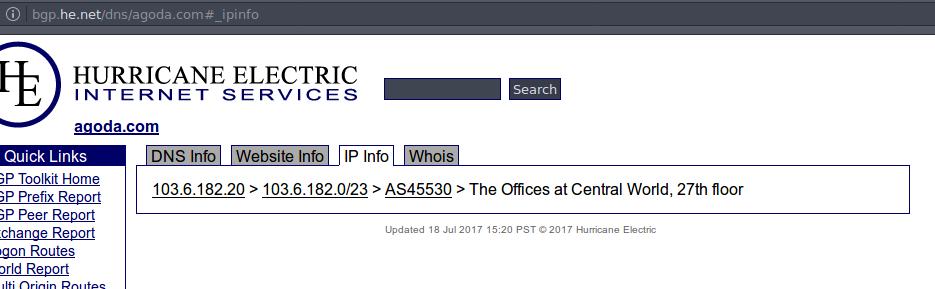 bgp.he.net/dns/agoda.com#_ipinfo
HE
HURRICANE ELECTRIC
INTERNET SERVICES
Search
agoda.com
Quick Links
DNS Info
Website Info
IP Info
Whois
GP Toolkit Home
GP Prefix Report
GP Peer Report
xchange Report
ogon Routes
orld Report
ulti Origin Routes
103.6.182.20 > 103.6.182.0/23 > AS45530 > The Offices at Central World, 27th floor
Updated 18 Jul 2017 15:20 PST © 2017 Hurricane Electric